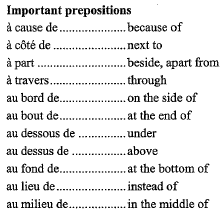 Important prepositions
à cause de.....................because of
à côté de .....................next to
à part ...........................beside, apart from
à travers.......................through
au bord de...................on the side of
au bout de...................at the end of
au dessous de .............under
au dessus de ...............above
au fond de...................at the bottom of
au lieu de.....................instead of
au milieu de................in the middle of